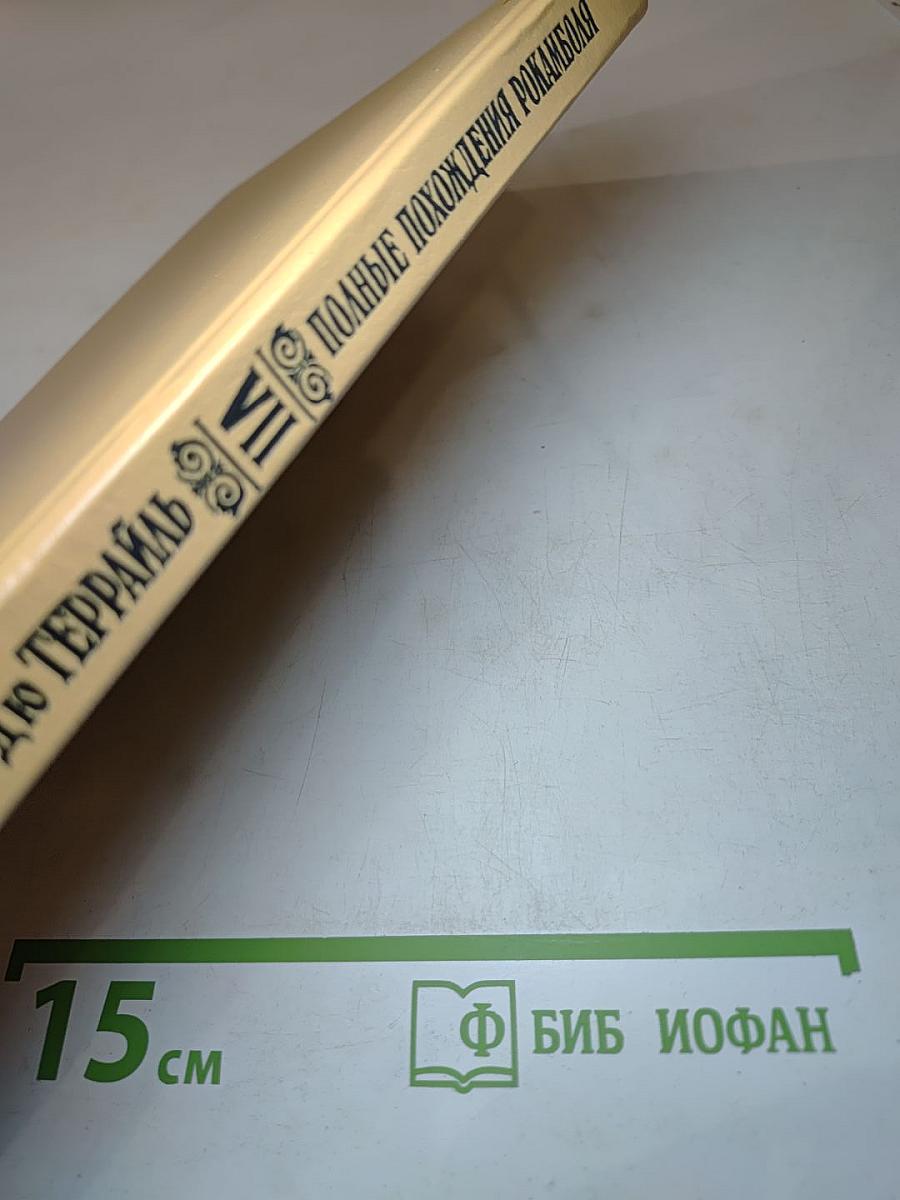 ДЮ ТЕРРАЙЛЬ VII ПОЛНЫЕ ПОХОЖДЕНИЯ РОКАМБОЛЯ
15 см
Ф БИБ ИОФАН